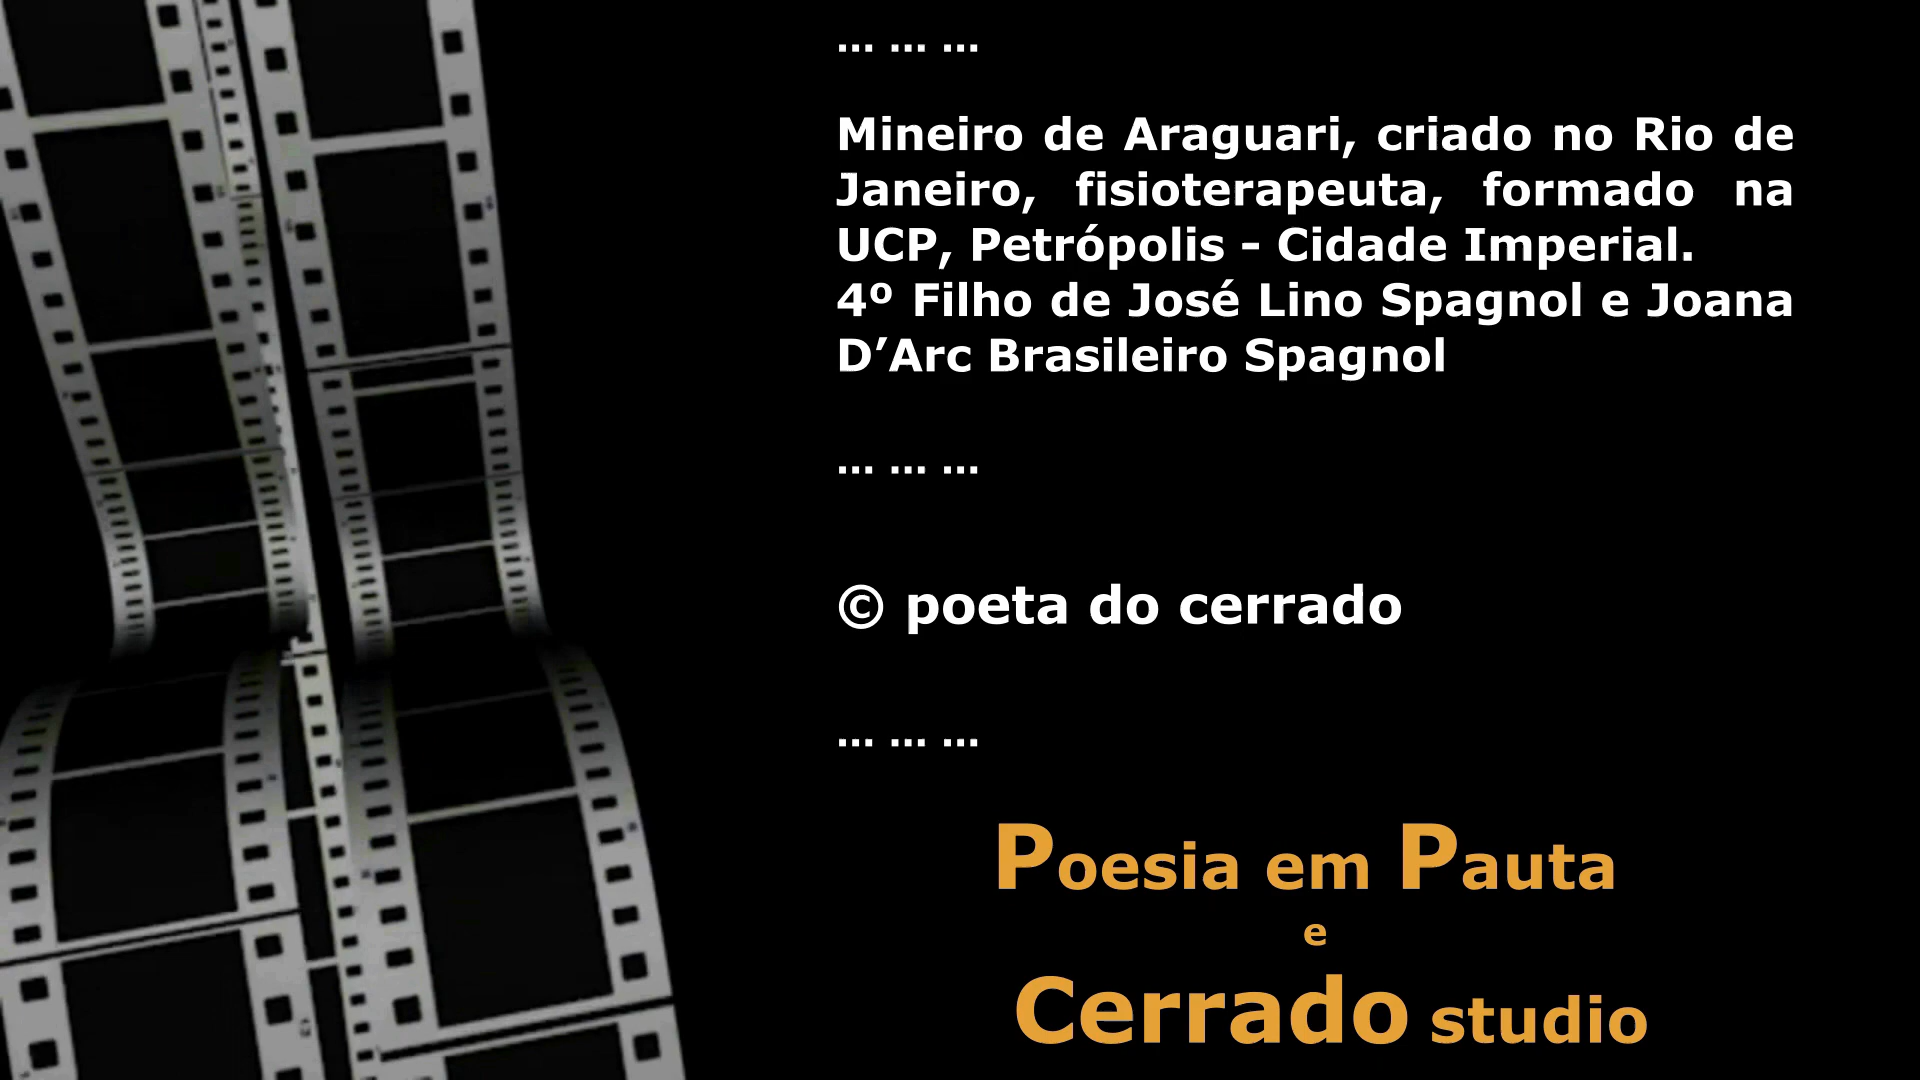 ... ... ...
Mineiro de Araguari, criado no Rio de
Janeiro, fisioterapeuta, formado na
UCP, Petrópolis - Cidade Imperial.
4º Filho de José Lino Spagnol e Joana
D’Arc Brasileiro Spagnol
... ... ...
© poeta do cerrado
... ... ...
Poesia em Pauta
e
Cerrado studio